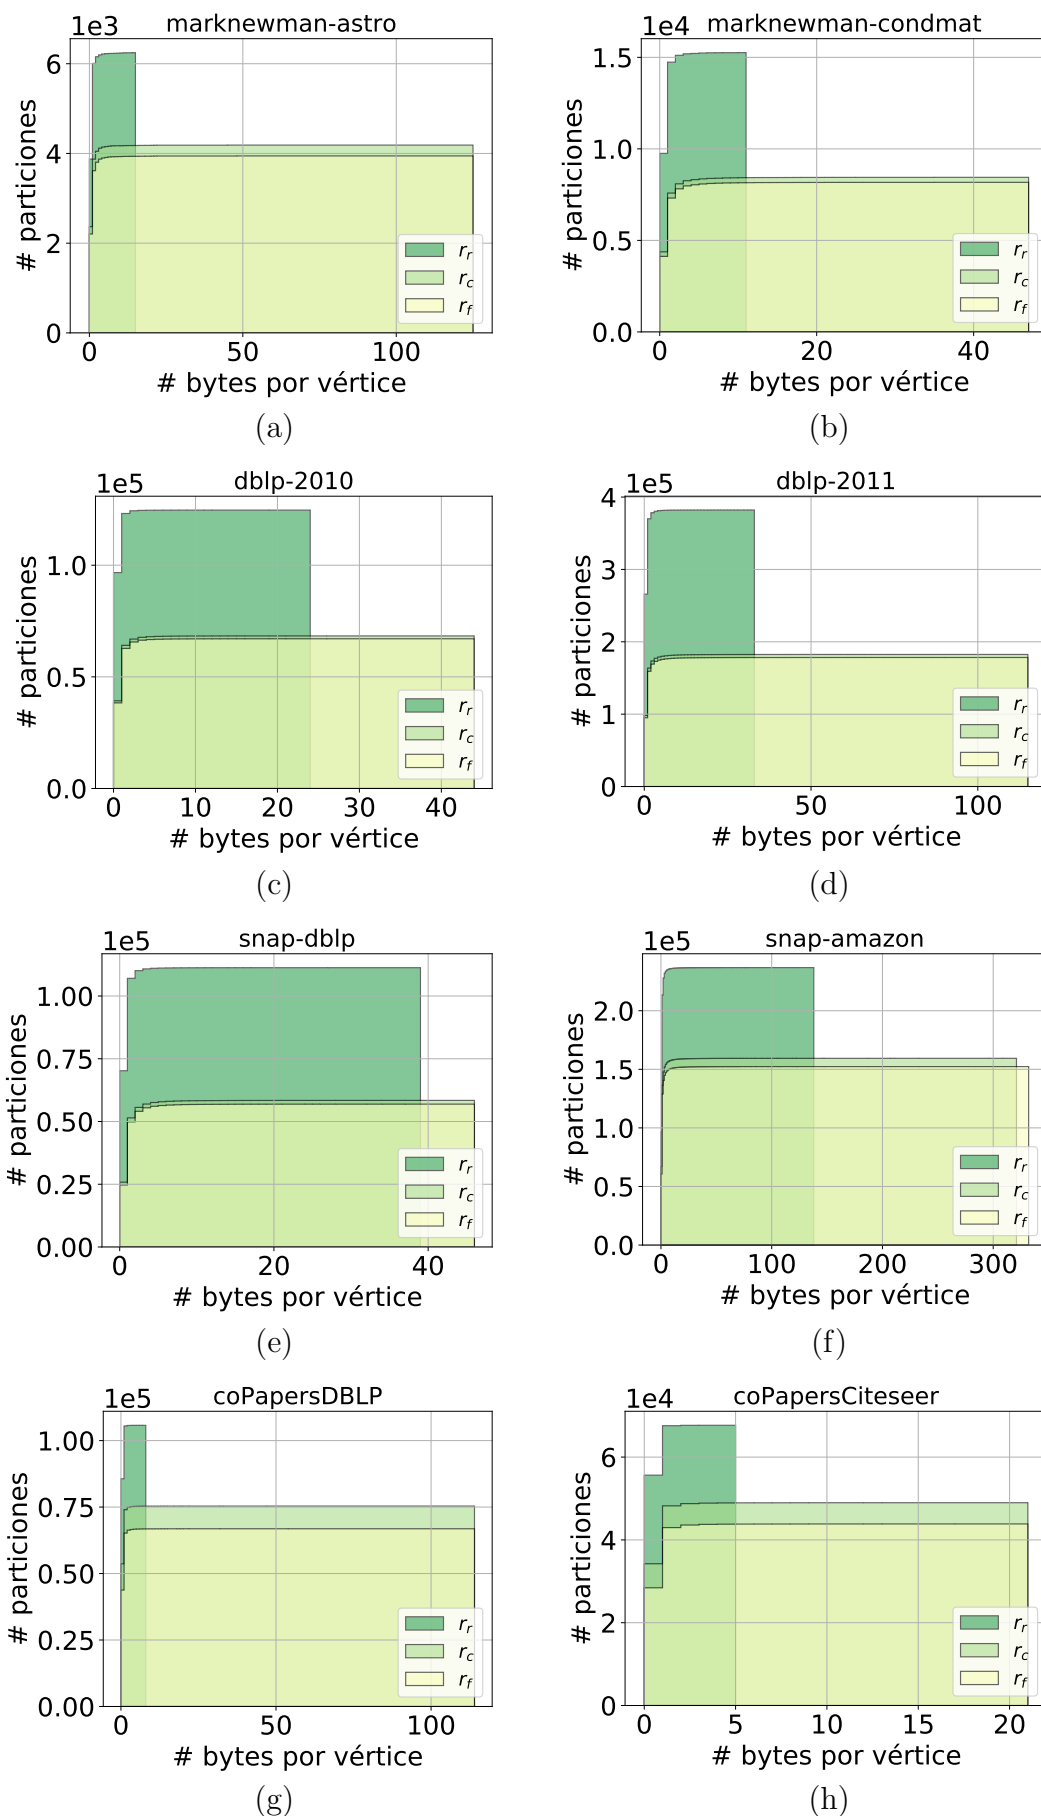 marknewman-astro
1e3
# particiones
6
4
2
0
r_r
r_c
r_f
0 50 100
# bytes por vértice
(a)
marknewman-condmat
1e4
# particiones
1.5
1.0
0.5
0.0
r_r
r_c
r_f
0 20 40
# bytes por vértice
(b)
dblp-2010
1e5
# particiones
1.0
0.5
0.0
r_r
r_c
r_f
0 10 20 30 40
# bytes por vértice
(c)
dblp-2011
1e5
# particiones
4
3
2
1
0
r_r
r_c
r_f
0 50 100
# bytes por vértice
(d)
snap-dblp
1e5
# particiones
1.00
0.75
0.50
0.25
0.00
r_r
r_c
r_f
0 20 40
# bytes por vértice
(e)
snap-amazon
1e5
# particiones
2.0
1.5
1.0
0.5
0.0
r_r
r_c
r_f
0 100 200 300
# bytes por vértice
(f)
coPapersDBLP
1e5
# particiones
1.00
0.75
0.50
0.25
0.00
r_r
r_c
r_f
0 50 100
# bytes por vértice
(g)
coPapersCiteseer
1e4
# particiones
6
4
2
0
r_r
r_c
r_f
0 5 10 15 20
# bytes por vértice
(h)